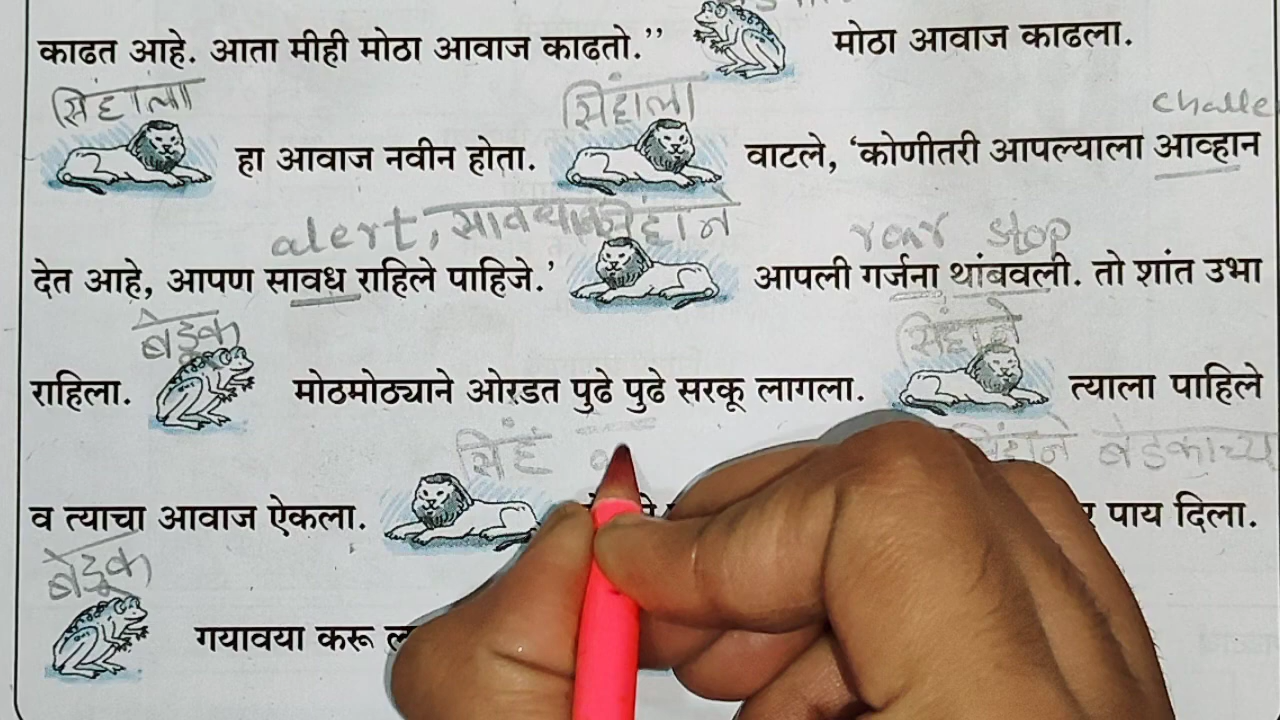 काढत आहे. आता मीही मोठा आवाज काढतो.'' मोठा आवाज काढला.
सिंहाला सिंहाला challe
हा आवाज नवीन होता. वाटले, 'कोणीतरी आपल्याला आव्हान
alert, सावधान सिंहाने roar stop
देत आहे, आपण सावध राहिले पाहिजे.' आपली गर्जना थांबवली. तो शांत उभा
बेडूक सिंहाने
राहिला. मोठमोठ्याने ओरडत पुढे पुढे सरकू लागला. त्याला पाहिले
सिंह सिंहाने बेडकाच्या
व त्याचा आवाज ऐकला. पाय दिला.
बेडूक
गयावया करू